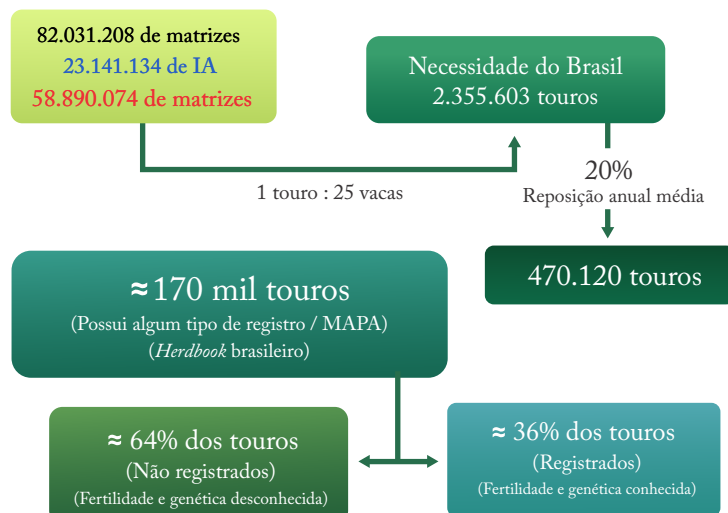 82.031.208 de matrizes
23.141.134 de IA
58.890.074 de matrizes
Necessidade do Brasil
2.355.603 touros
1 touro : 25 vacas
20%
Reposição anual média
470.120 touros
≈ 170 mil touros
(Possui algum tipo de registro / MAPA)
(Herdbook brasileiro)
≈ 64% dos touros
(Não registrados)
(Fertilidade e genética desconhecida)
≈ 36% dos touros
(Registrados)
(Fertilidade e genética conhecida)